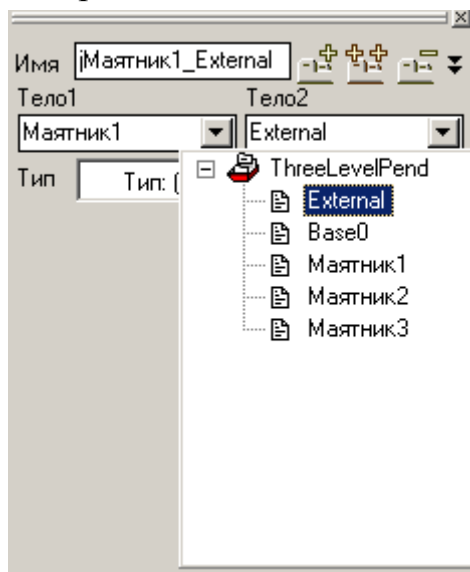 Имя jМаятник1_External
Тело1 Тело2
Маятник1 External
Тип Тип: (
ThreeLevelPend
External
Base0
Маятник1
Маятник2
Маятник3